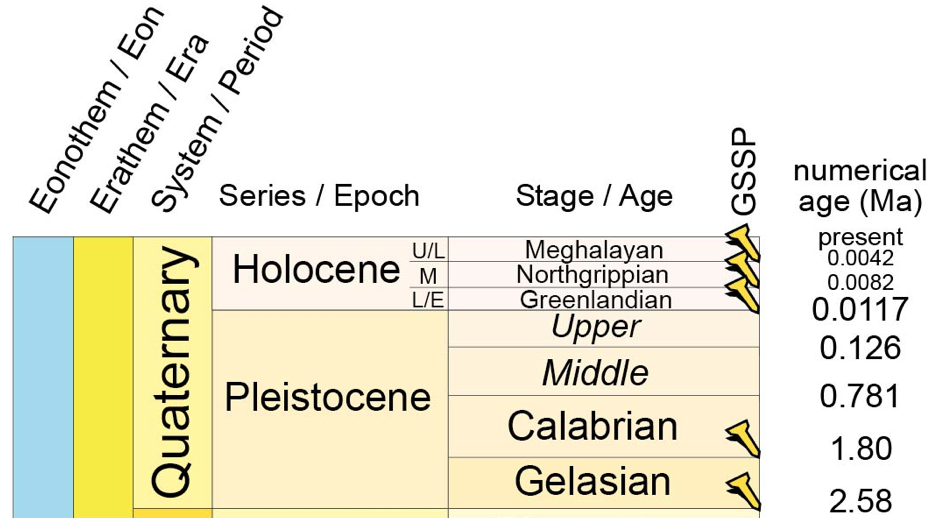 Eonothem / Eon
Erathem / Era
System / Period
Series / Epoch
Stage / Age
GSSP
numerical
age (Ma)
Quaternary
Holocene
U/L
Meghalayan
present
0.0042
M
Northgrippian
0.0082
L/E
Greenlandian
0.0117
Pleistocene
Upper
0.126
Middle
0.781
Calabrian
1.80
Gelasian
2.58